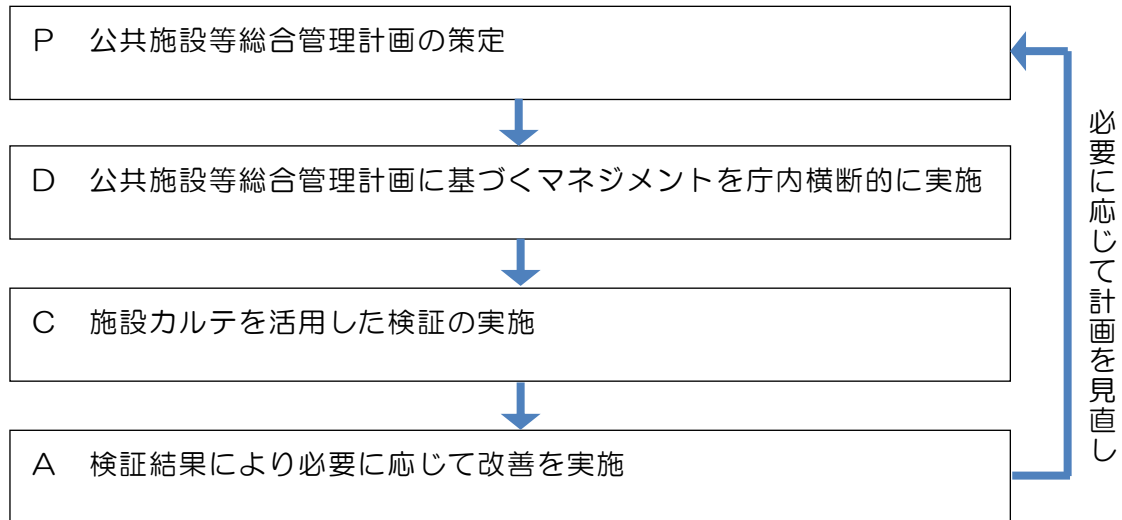 P　公共施設等総合管理計画の策定
D　公共施設等総合管理計画に基づくマネジメントを庁内横断的に実施
C　施設カルテを活用した検証の実施
A　検証結果により必要に応じて改善を実施
必要に応じて計画を見直し